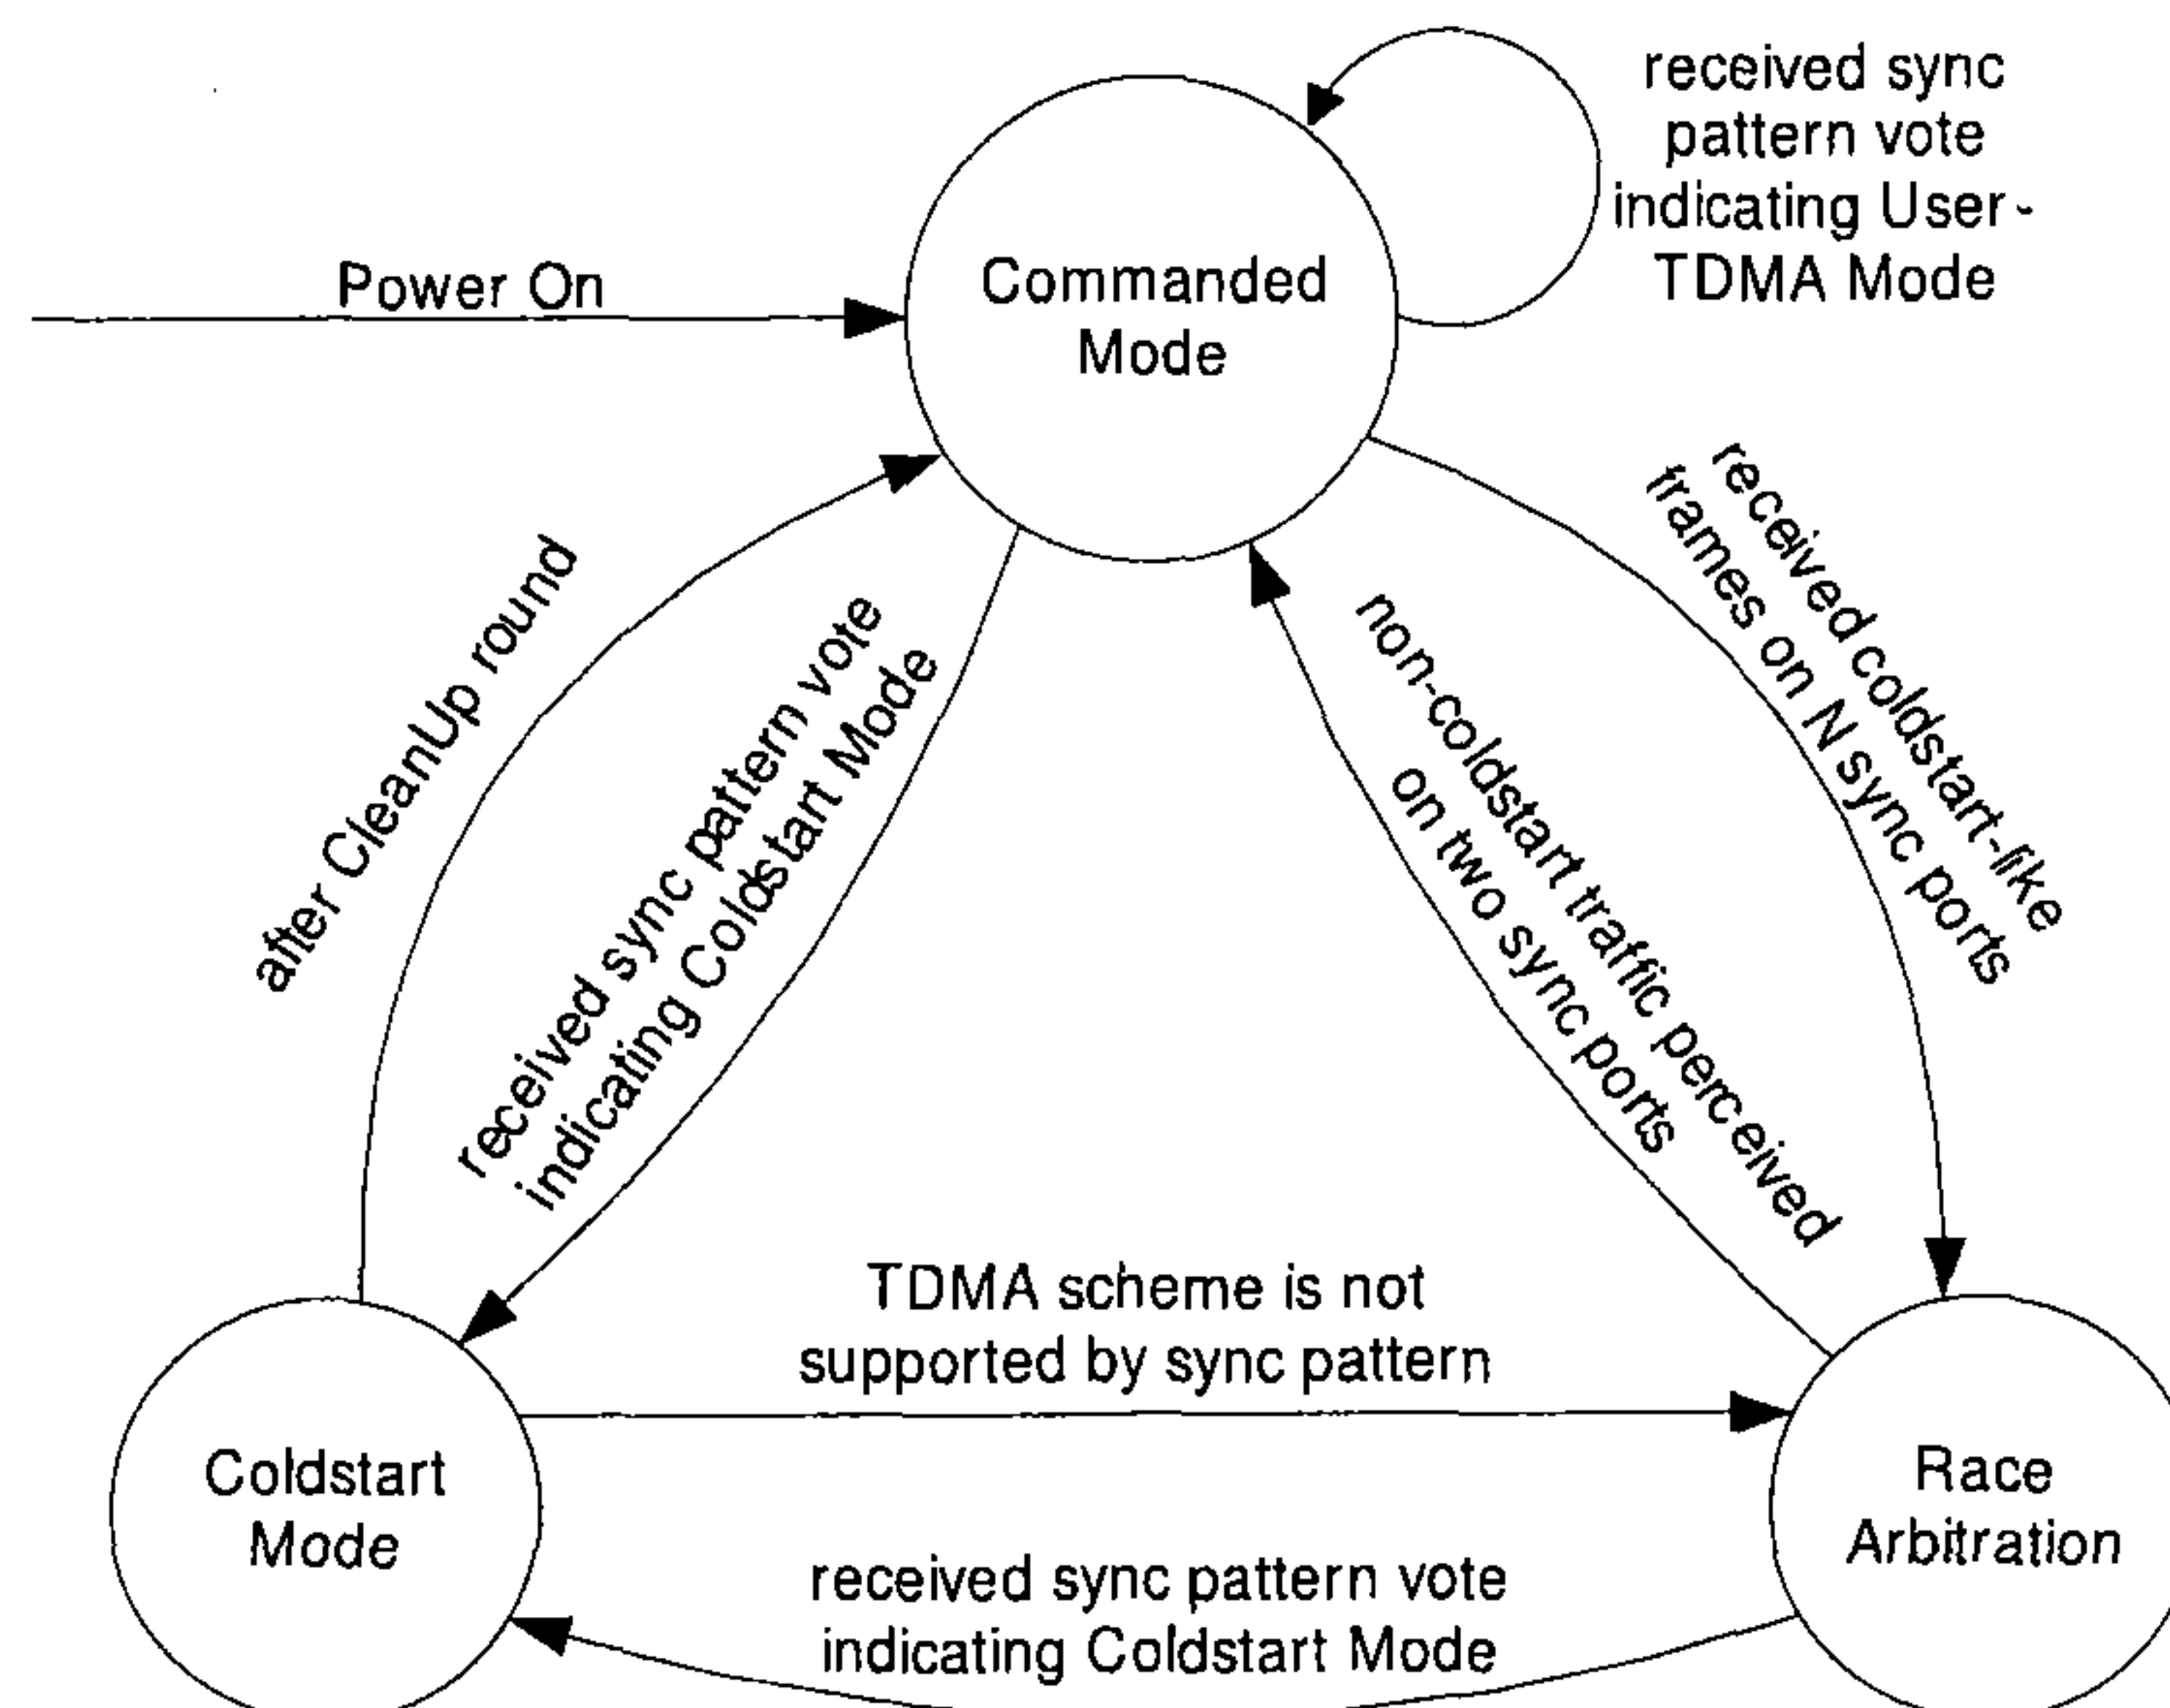 received sync
pattern vote
indicating User-
TDMA Mode
Power On
Commanded
Mode
after CleanUp round
received sync pattern vote
indicating Coldstart Mode
non-coldstart traffic perceived
on two sync ports
received coldstart-like
frames on N sync ports
TDMA scheme is not
supported by sync pattern
Coldstart
Mode
Race
Arbitration
received sync pattern vote
indicating Coldstart Mode